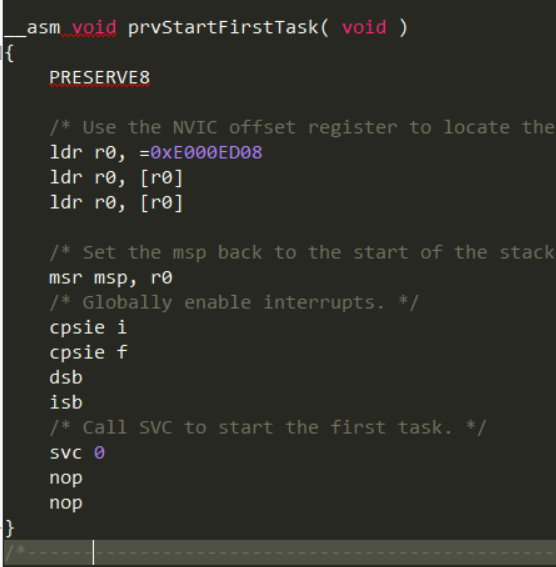 __asm void prvStartFirstTask( void )
{
PRESERVE8
/* Use the NVIC offset register to locate the
ldr r0, =0xE000ED08
ldr r0, [r0]
ldr r0, [r0]
/* Set the msp back to the start of the stack
msr msp, r0
/* Globally enable interrupts. */
cpsie i
cpsie f
dsb
isb
/* Call SVC to start the first task. */
svc 0
nop
nop
}
/*-----------------------------------------------